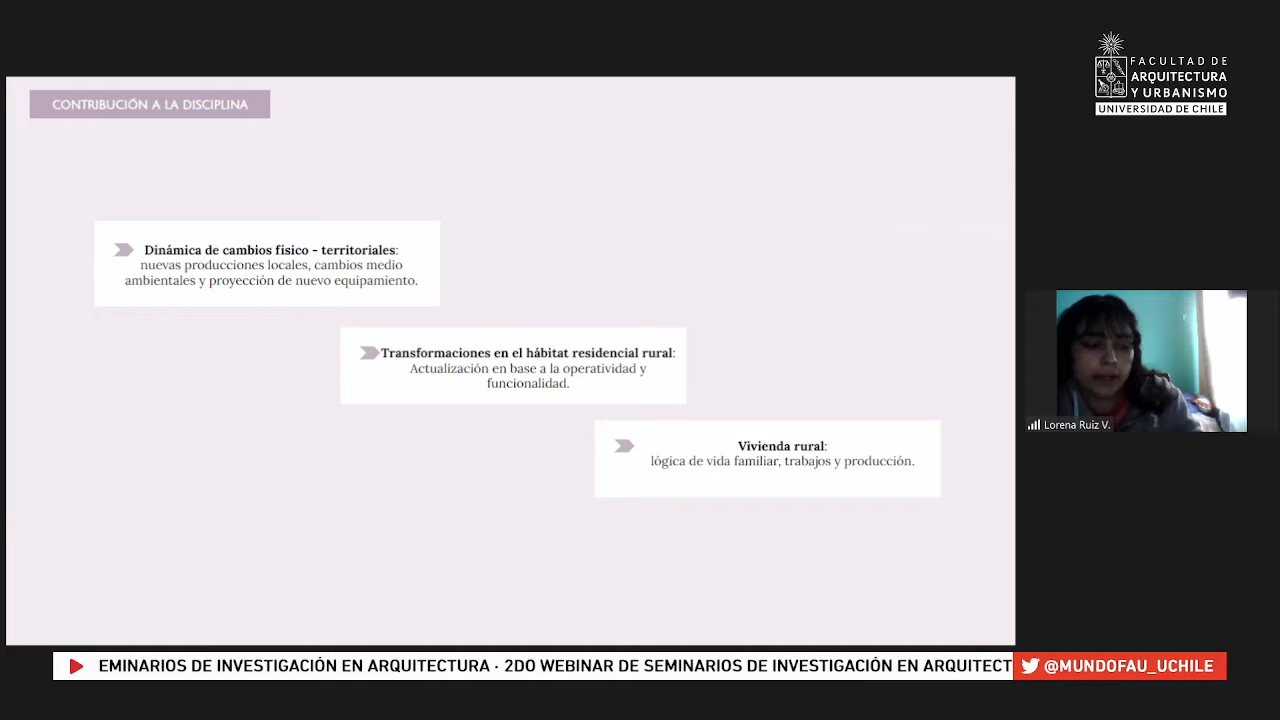 FACULTAD DE
ARQUITECTURA
Y URBANISMO
UNIVERSIDAD DE CHILE
CONTRIBUCIÓN A LA DISCIPLINA
Dinámica de cambios físico - territoriales:
nuevas producciones locales, cambios medio
ambientales y proyección de nuevo equipamiento.
Transformaciones en el hábitat residencial rural:
Actualización en base a la operatividad y
funcionalidad.
Vivienda rural:
lógica de vida familiar, trabajos y producción.
Lorena Ruiz V.
EMINARIOS DE INVESTIGACIÓN EN ARQUITECTURA · 2DO WEBINAR DE SEMINARIOS DE INVESTIGACIÓN EN ARQUITECT
@MUNDOFAU_UCHILE